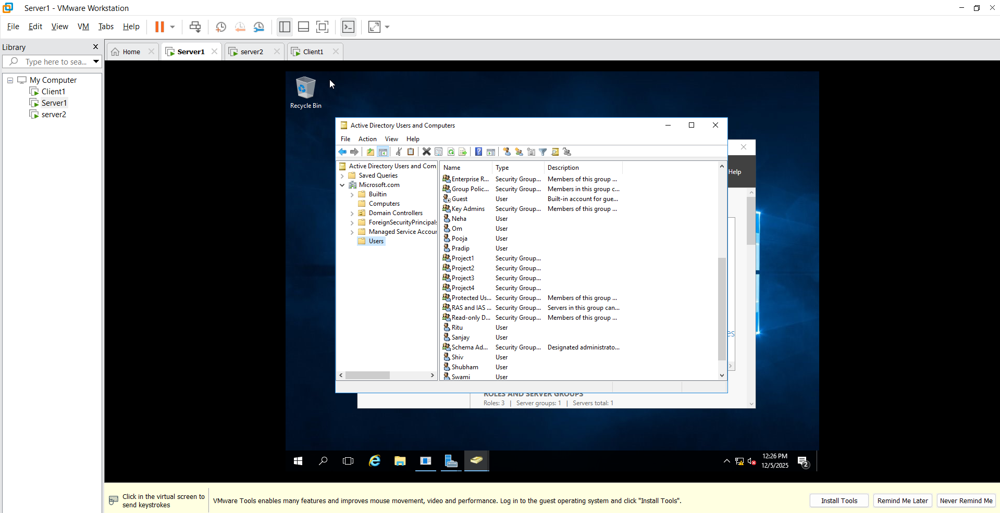 Server1 - VMware Workstation
File Edit View VM Tabs Help
Library
Type here to sea...
My Computer
Client1
Server1
server2
Home
Server1
server2
Client1
Recycle Bin
Active Directory Users and Computers
File Action View Help
Active Directory Users and Com
Saved Queries
Microsoft.com
Builtin
Computers
Domain Controllers
ForeignSecurityPrincipals
Managed Service Accour
Users
Name Type Description
Enterprise R... Security Group... Members of this group ...
Group Polic... Security Group... Members in this group c...
Guest User Built-in account for gue...
Key Admins Security Group... Members of this group ...
Neha User
Om User
Pooja User
Pradip User
Project1 Security Group...
Project2 Security Group...
Project3 Security Group...
Project4 Security Group...
Protected Us... Security Group... Members of this group ...
RAS and IAS ... Security Group... Servers in this group can...
Read-only D... Security Group... Members of this group ...
Ritu User
Sanjay User
Schema Ad... Security Group... Designated administrato...
Shiv User
Shubham User
Swami User
Help
es
ROLES AND SERVER GROUPS
Roles: 3 | Server groups: 1 | Servers total: 1
12:26 PM
12/5/2025
2
Click in the virtual screen to
send keystrokes
VMware Tools enables many features and improves mouse movement, video and performance. Log in to the guest operating system and click "Install Tools".
Install Tools
Remind Me Later
Never Remind Me